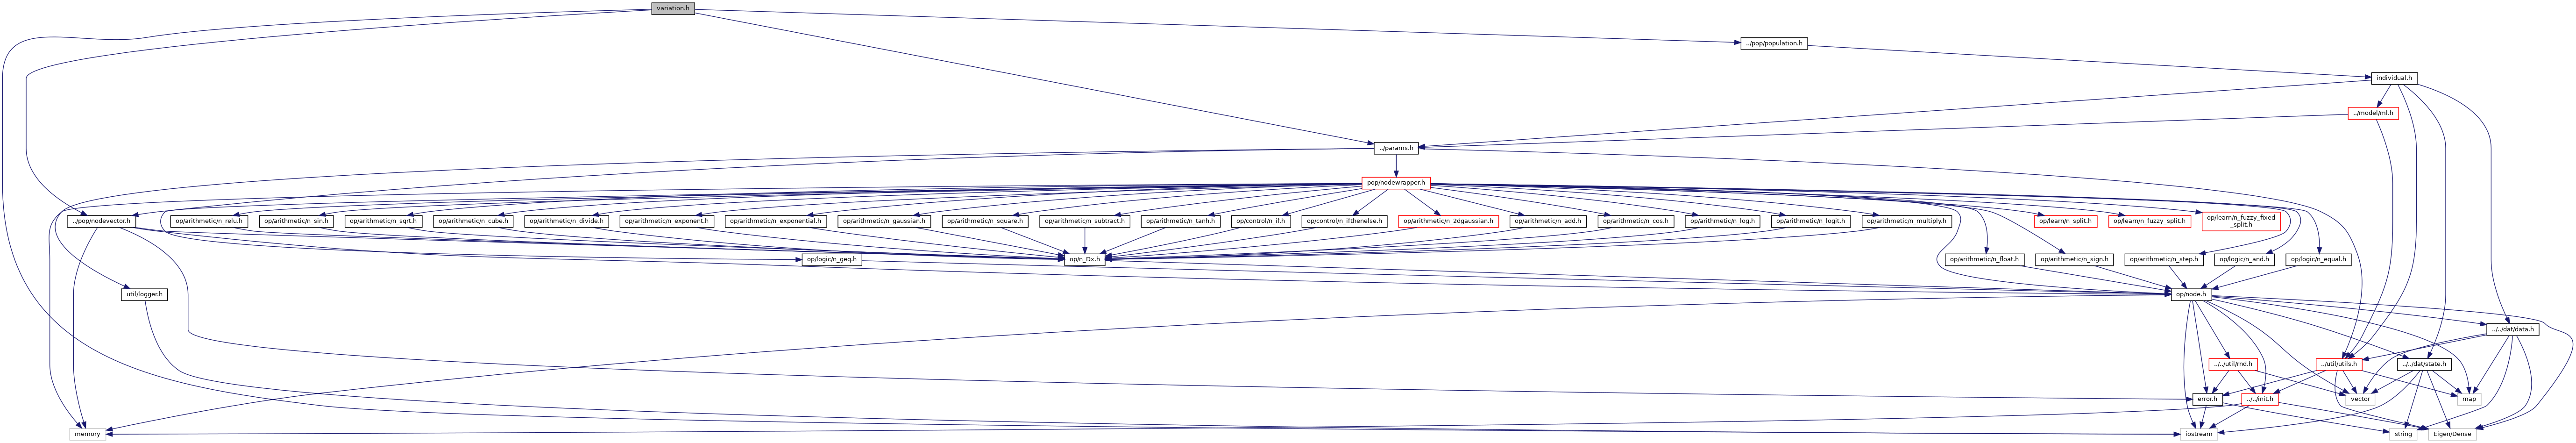 variation.h
../pop/population.h
individual.h
../model/ml.h
../params.h
pop/nodewrapper.h
../pop/nodevector.h
op/arithmetic/n_relu.h
op/arithmetic/n_sin.h
op/arithmetic/n_sqrt.h
op/arithmetic/n_cube.h
op/arithmetic/n_divide.h
op/arithmetic/n_exponent.h
op/arithmetic/n_exponential.h
op/arithmetic/n_gaussian.h
op/arithmetic/n_square.h
op/arithmetic/n_subtract.h
op/arithmetic/n_tanh.h
op/control/n_if.h
op/control/n_ifthenelse.h
op/arithmetic/n_2dgaussian.h
op/arithmetic/n_add.h
op/arithmetic/n_cos.h
op/arithmetic/n_log.h
op/arithmetic/n_logit.h
op/arithmetic/n_multiply.h
op/learn/n_split.h
op/learn/n_fuzzy_split.h
op/learn/n_fuzzy_fixed
_split.h
op/logic/n_geq.h
op/n_Dx.h
op/arithmetic/n_float.h
op/arithmetic/n_sign.h
op/arithmetic/n_step.h
op/logic/n_and.h
op/logic/n_equal.h
util/logger.h
op/node.h
../../dat/data.h
../../util/rnd.h
../util/utils.h
../../dat/state.h
error.h
../../init.h
vector
map
memory
iostream
string
Eigen/Dense